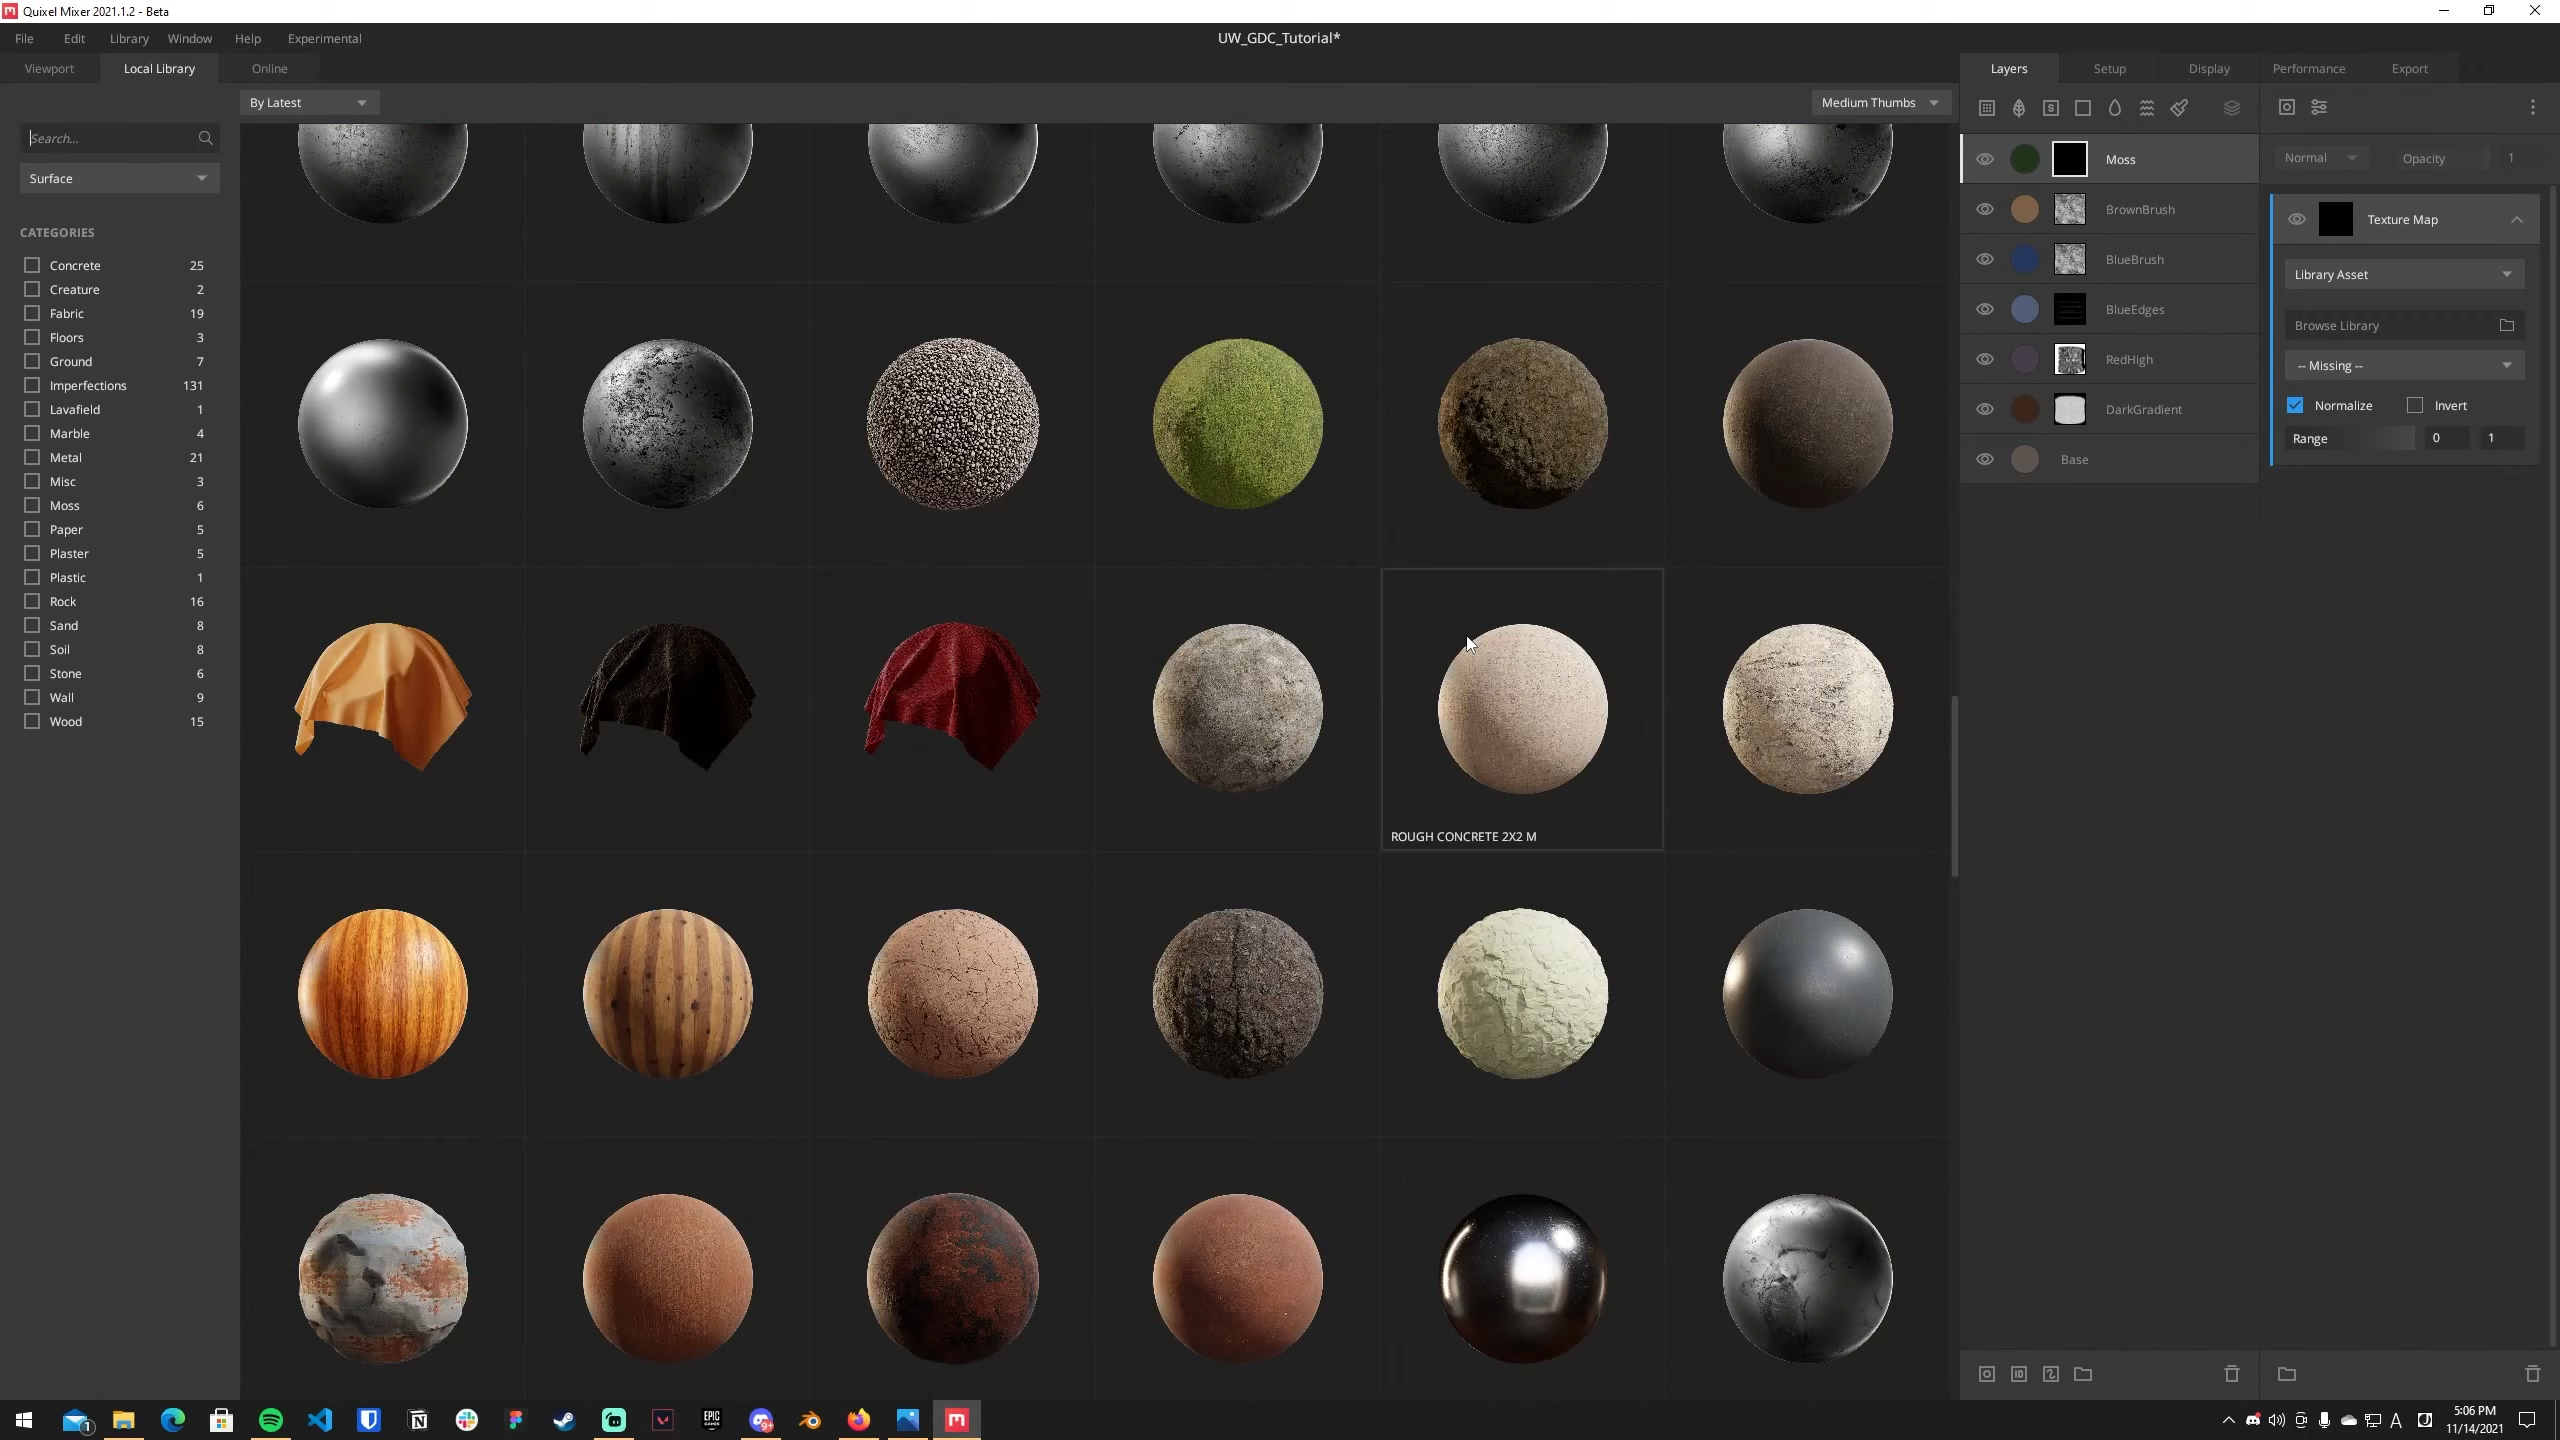 Quixel Mixer 2021.1.2 - Beta
File Edit Library Window Help Experimental
UW_GDC_Tutorial*
Viewport Local Library Online
Layers Setup Display Performance Export
By Latest
Medium Thumbs
Search...
Surface
CATEGORIES
Concrete 25
Creature 2
Fabric 19
Floors 3
Ground 7
Imperfections 131
Lavafield 1
Marble 4
Metal 21
Misc 3
Moss 6
Paper 5
Plaster 5
Plastic 1
Rock 16
Sand 8
Soil 8
Stone 6
Wall 9
Wood 15
ROUGH CONCRETE 2X2 M
Moss
BrownBrush
BlueBrush
BlueEdges
RedHigh
DarkGradient
Base
Normal Opacity 1
Texture Map
Library Asset
Browse Library
-- Missing --
Normalize Invert
Range 0 1
EPIC
GAMES
5:06 PM
11/14/2021